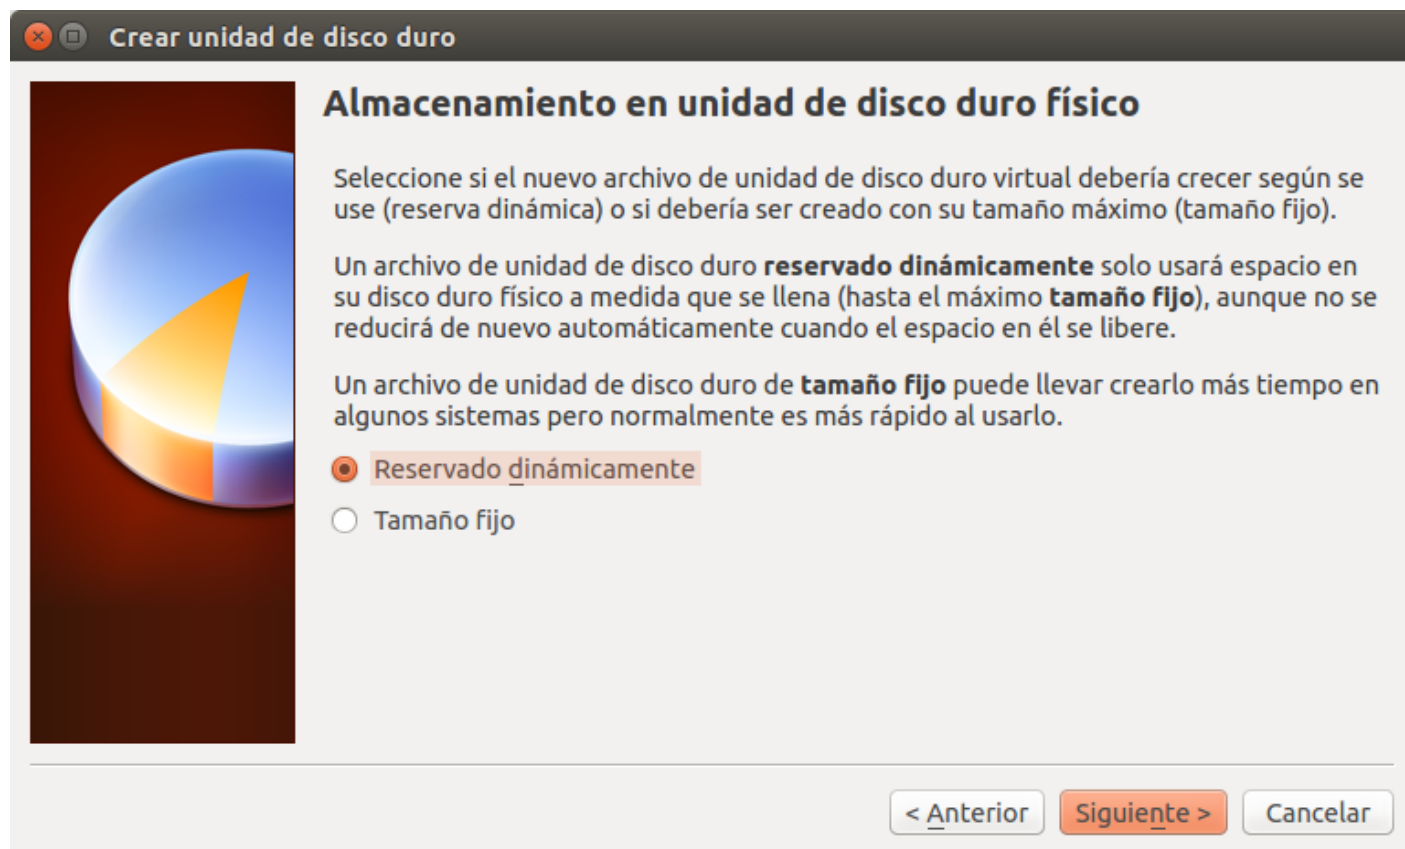 Crear unidad de disco duro
Almacenamiento en unidad de disco duro físico
Seleccione si el nuevo archivo de unidad de disco duro virtual debería crecer según se
use (reserva dinámica) o si debería ser creado con su tamaño máximo (tamaño fijo).
Un archivo de unidad de disco duro reservado dinámicamente solo usará espacio en
su disco duro físico a medida que se llena (hasta el máximo tamaño fijo), aunque no se
reducirá de nuevo automáticamente cuando el espacio en él se libere.
Un archivo de unidad de disco duro de tamaño fijo puede llevar crearlo más tiempo en
algunos sistemas pero normalmente es más rápido al usarlo.
Reservado dinámicamente
Tamaño fijo
< Anterior
Siguiente >
Cancelar